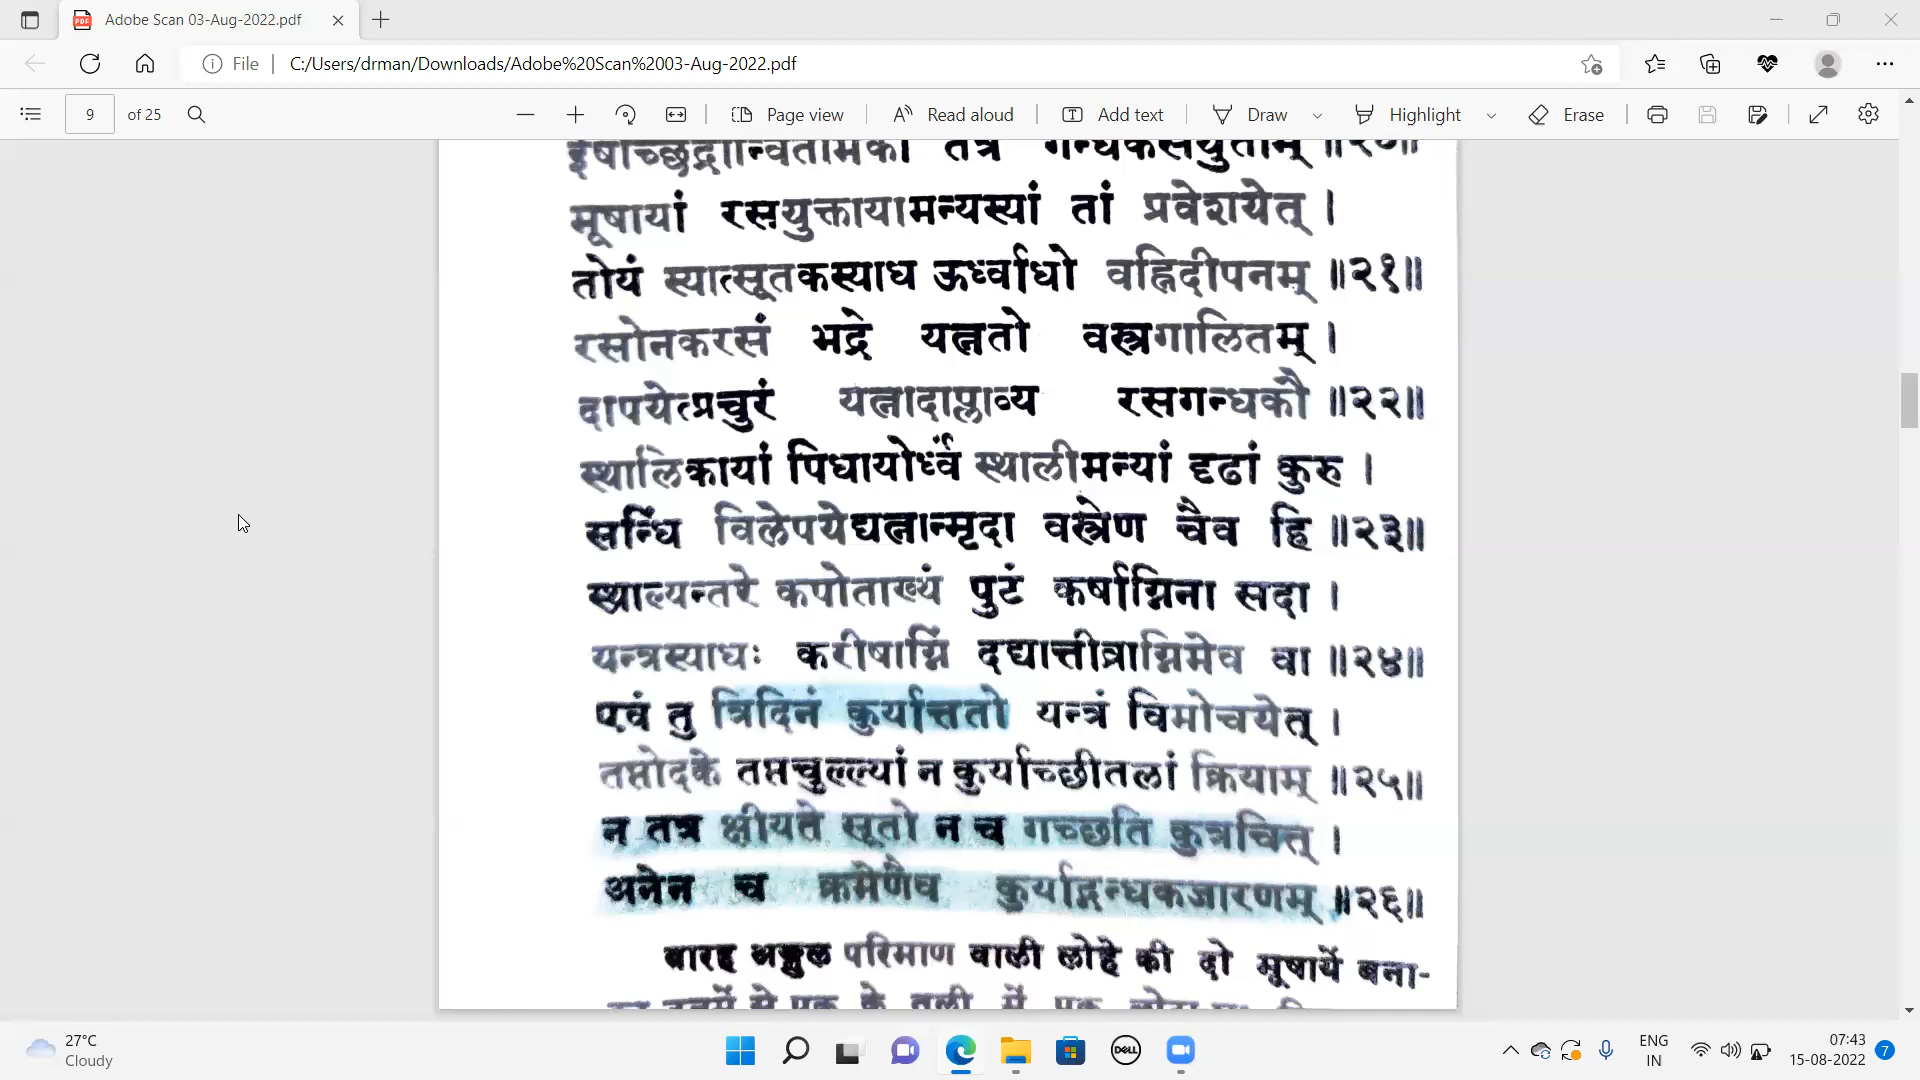 Adobe Scan 03-Aug-2022.pdf
File
C:/Users/drman/Downloads/Adobe%20Scan%2003-Aug-2022.pdf
9 of 25
Page view
Read aloud
Add text
Draw
Highlight
Erase
मूषायां रसयुक्तायामन्यस्यां तां प्रवेशयेत् ।
तोयं स्यात्सूतकस्याध ऊर्ध्वाधो वह्निदीपनम् ॥२१॥
रसोनकरसं भद्रे यत्नतो वस्त्रगालितम् ।
दापयेत्प्रचुरं यत्नादाप्लाव्य रसगन्धकौ ॥२२॥
स्थालिकायां पिधायोर्ध्वं स्थालीमन्यां दृढां कुरु ।
सन्धिं विलेपयेद्यत्नान्मृदा वस्त्रेण चैव हि ॥२३॥
स्थाल्यन्तरे कपोताख्यं पुटं कर्षाग्निना सदा ।
यन्त्रस्याधः करीषाग्निं दद्यात्तीव्राग्निमेव वा ॥२४॥
एवं तु त्रिदिनं कुर्यात्ततो यन्त्रं विमोचयेत् ।
तप्तोदके तप्तचुल्ल्यां न कुर्याच्छीतलां क्रियाम् ॥२५॥
न तत्र क्षीयते सूतो न च गच्छति कुत्रचित् ।
अनेन च क्रमेणैव कुर्याद्गन्धकजारणम् ॥२६॥
बारह अङ्गुल परिमाण वाली लोहे की दो मूषायें बना-
27°C
Cloudy
DELL
ENG
IN
07:43
15-08-2022
7